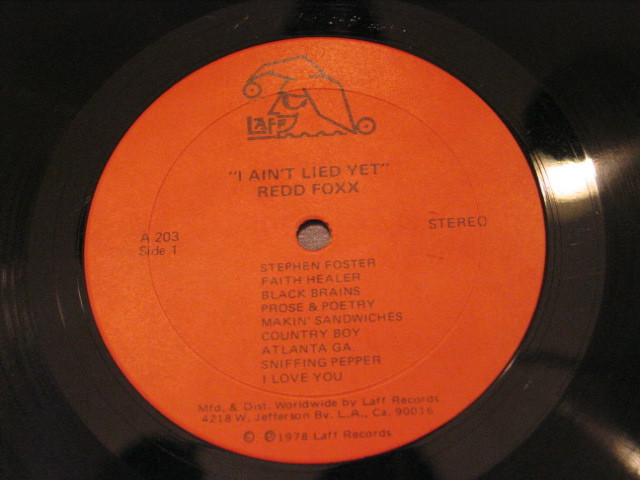 LAFF
"I AIN'T LIED YET"
REDD FOXX
A 203
Side 1
STEREO
STEPHEN FOSTER
FAITH HEALER
BLACK BRAINS
PROSE & POETRY
MAKIN' SANDWICHES
COUNTRY BOY
ATLANTA GA.
SNIFFING PEPPER
I LOVE YOU
Mfd. & Dist. Worldwide by Laff Records
4218 W. Jefferson Bv. L.A., Ca. 90016
© ℗1978 Laff Records